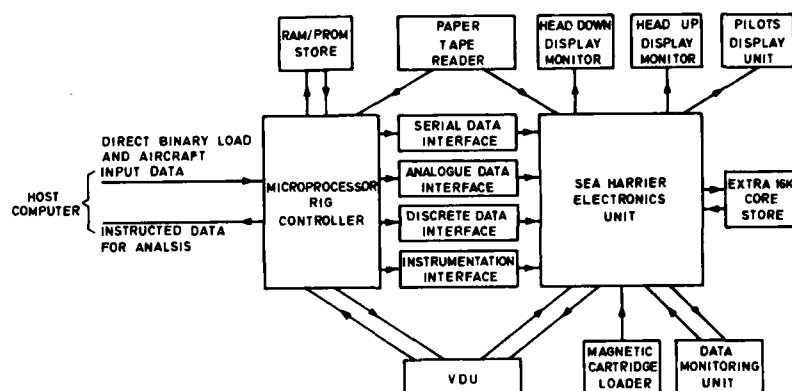 RAM/PROM
STORE
PAPER
TAPE
READER
HEAD DOWN
DISPLAY
MONITOR
HEAD UP
DISPLAY
MONITOR
PILOTS
DISPLAY
UNIT
DIRECT BINARY LOAD
AND AIRCRAFT
INPUT DATA
HOST
COMPUTER
INSTRUCTED DATA
FOR ANALSIS
MICROPROCESSOR
RIG
CONTROLLER
SERIAL DATA
INTERFACE
ANALOGUE DATA
INTERFACE
DISCRETE DATA
INTERFACE
INSTRUMENTATION
INTERFACE
SEA HARRIER
ELECTRONICS
UNIT
EXTRA 16K
CORE
STORE
VDU
MAGNETIC
CARTRIDGE
LOADER
DATA
MONITORING
UNIT